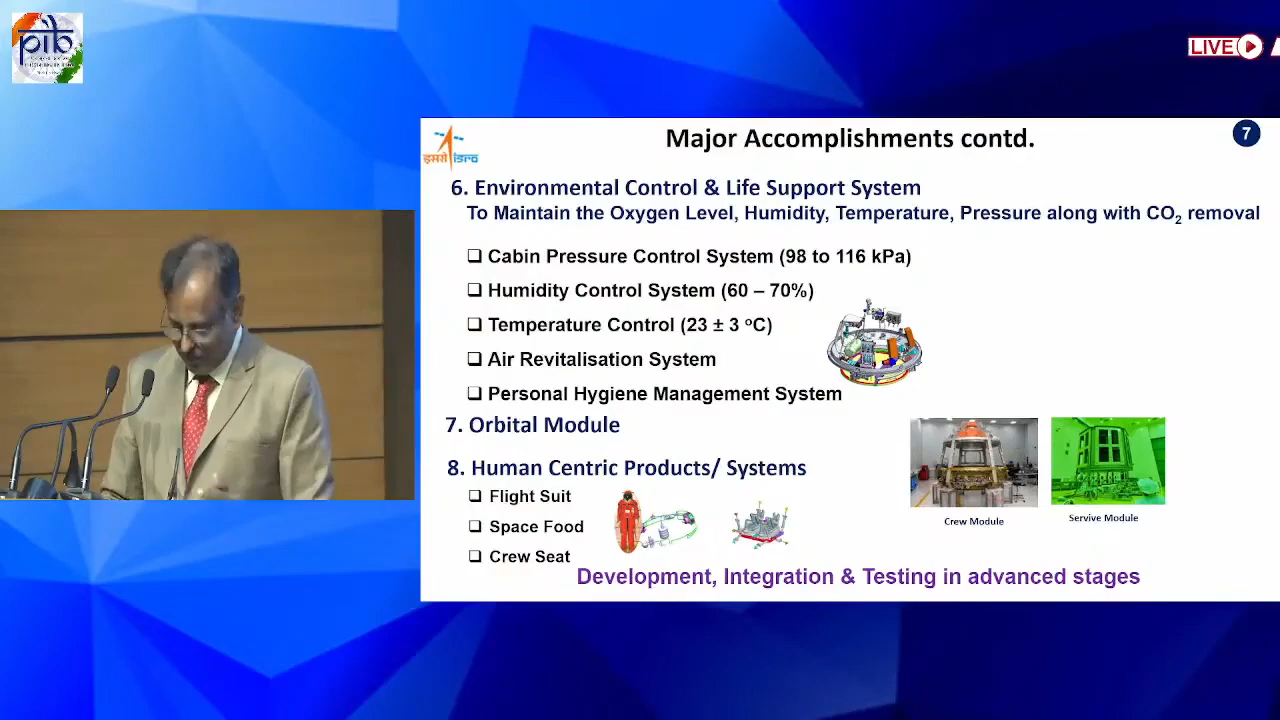 pib
LIVE
इसरो isro
Major Accomplishments contd.
7
6. Environmental Control & Life Support System
To Maintain the Oxygen Level, Humidity, Temperature, Pressure along with CO2 removal
❑ Cabin Pressure Control System (98 to 116 kPa)
❑ Humidity Control System (60 – 70%)
❑ Temperature Control (23 ± 3 ᵒC)
❑ Air Revitalisation System
❑ Personal Hygiene Management System
7. Orbital Module
8. Human Centric Products/ Systems
❑ Flight Suit
❑ Space Food
❑ Crew Seat
Crew Module
Servive Module
Development, Integration & Testing in advanced stages